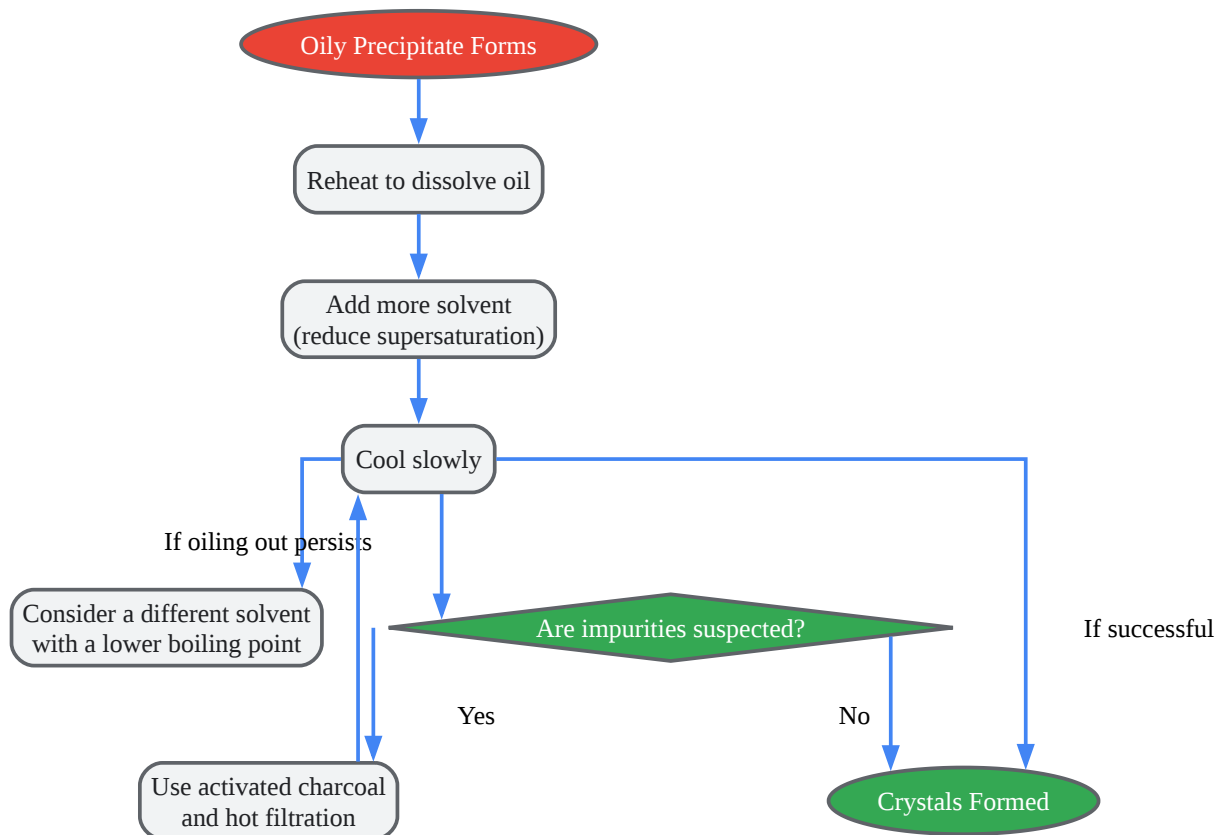 Oily Precipitate Forms
Reheat to dissolve oil
Add more solvent
(reduce supersaturation)
Cool slowly
If oiling out persists
Consider a different solvent
with a lower boiling point
Are impurities suspected?
If successful
Yes
No
Use activated charcoal
and hot filtration
Crystals Formed